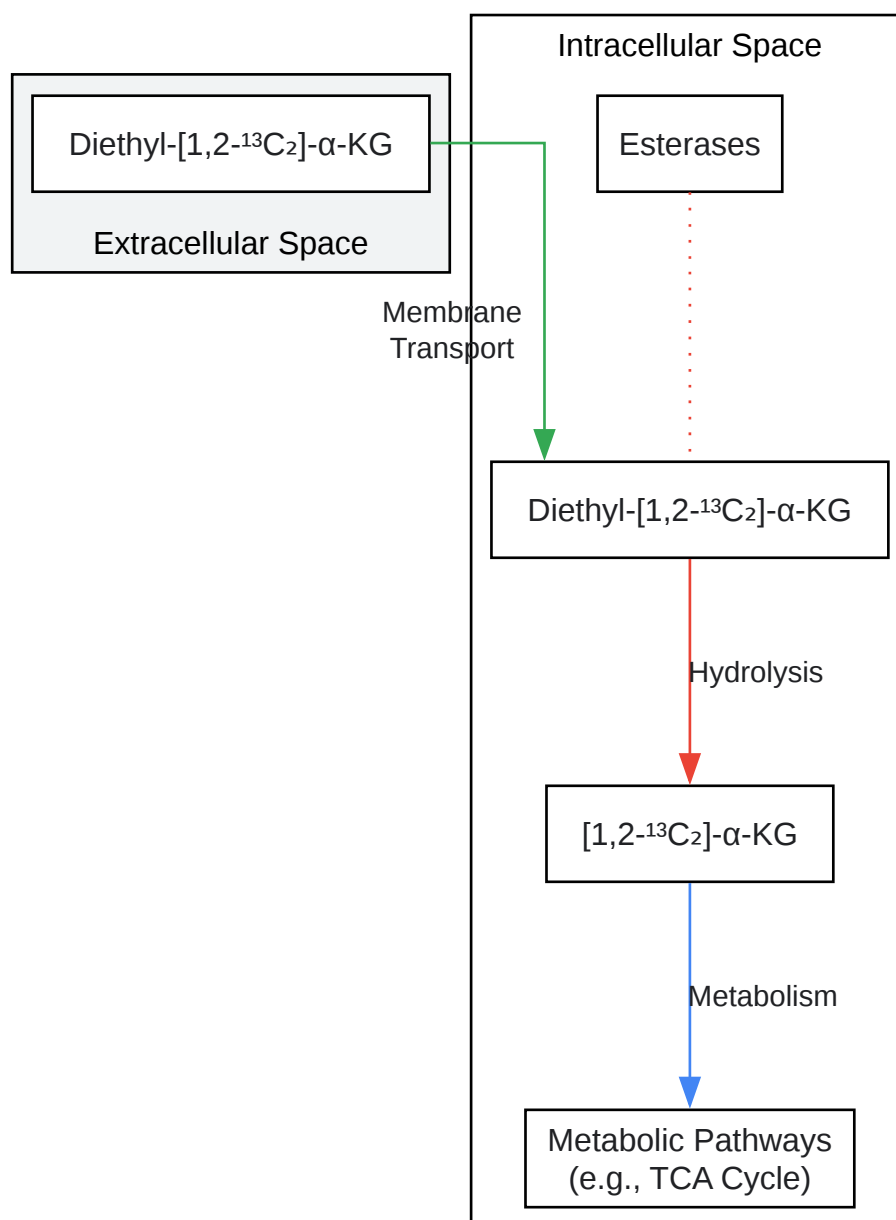 Intracellular Space
Diethyl-[1,2-¹³C₂]-α-KG
Esterases
Extracellular Space
Membrane
Transport
Diethyl-[1,2-¹³C₂]-α-KG
Hydrolysis
[1,2-¹³C₂]-α-KG
Metabolism
Metabolic Pathways
(e.g., TCA Cycle)